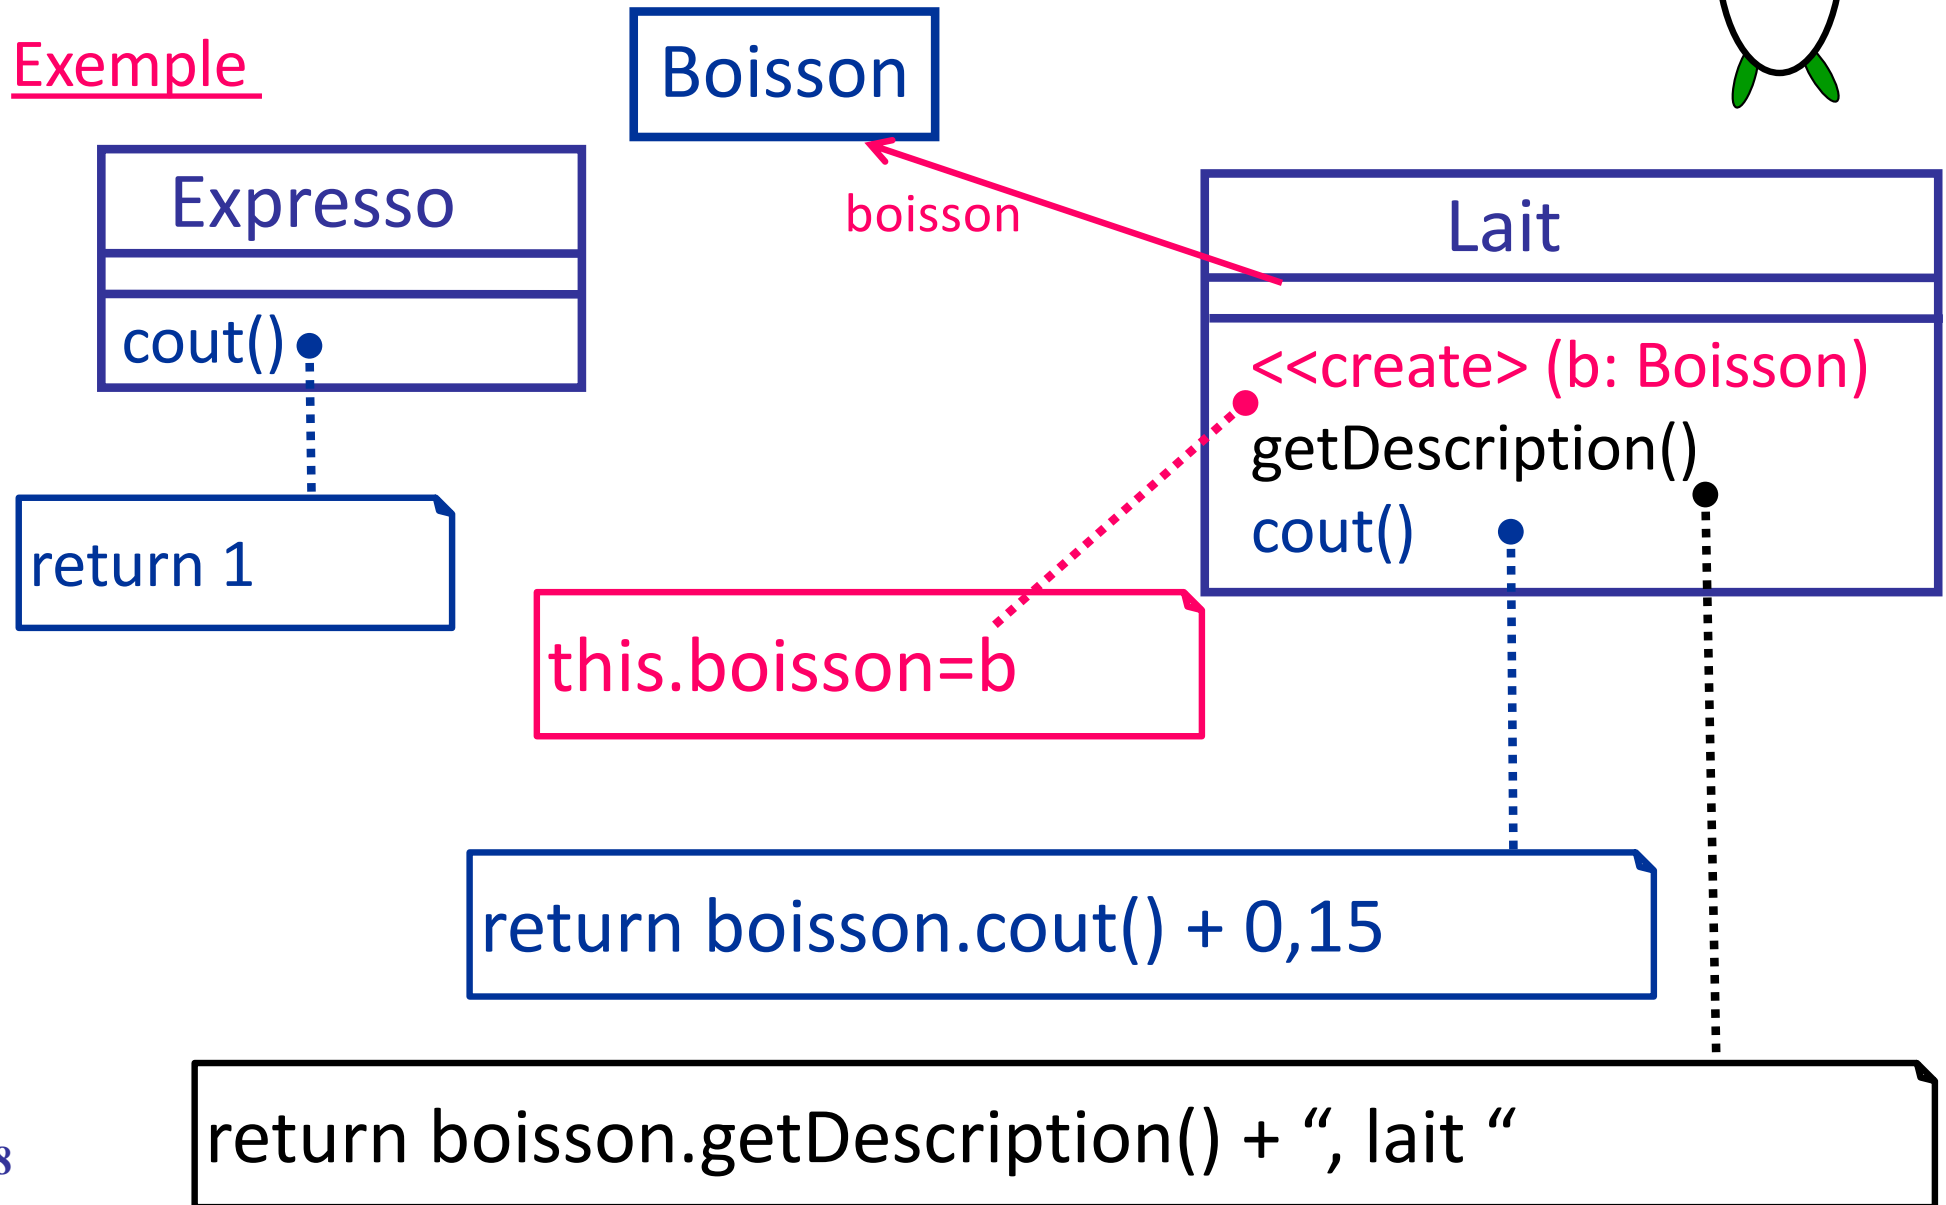 Exemple
Boisson
Expresso
cout()
return 1
boisson
Lait
<<create> (b: Boisson)
getDescription()
cout()
this.boisson=b
return boisson.cout() + 0,15
return boisson.getDescription() + “, lait “
8